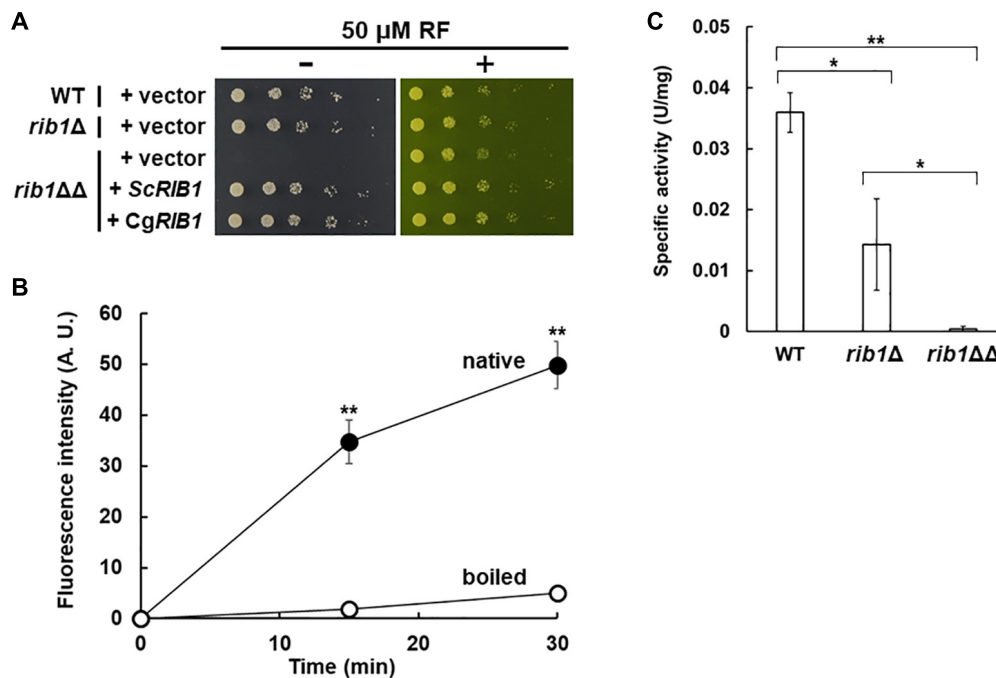 A
50 µM RF
− +
WT + vector
rib1Δ + vector
+ vector
rib1ΔΔ + ScRIB1
+ CgRIB1
B
Fluorescence intensity (A. U.)
60
50
40
30
20
10
0
native
**
**
boiled
0 10 20 30
Time (min)
C
Specific activity (U/mg)
0.05
0.04
0.03
0.02
0.01
0
**
*
*
WT rib1Δ rib1ΔΔ